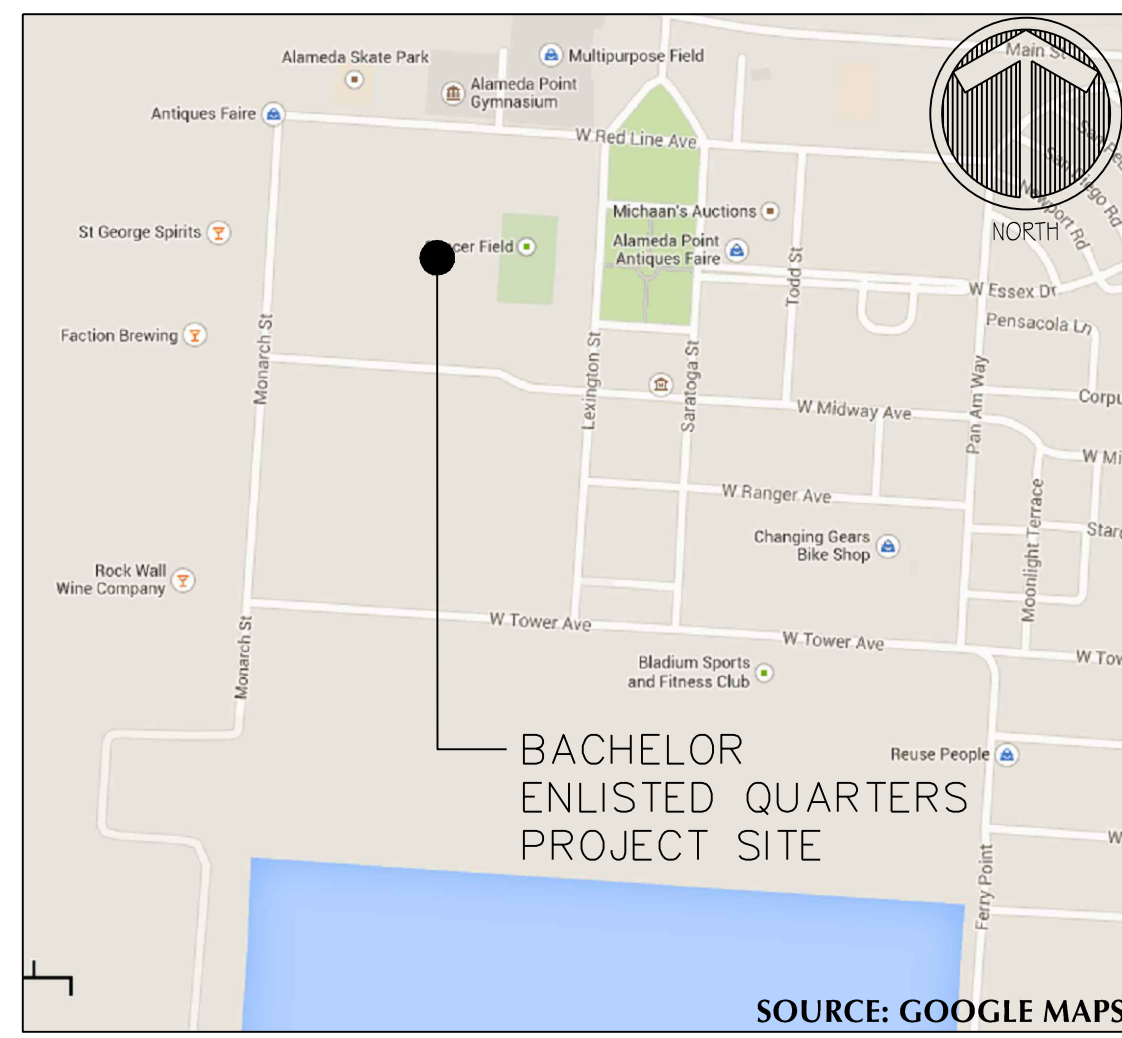 Main St
Alameda Skate Park
Multipurpose Field
Alameda Point
Gymnasium
Antiques Faire
W Red Line Ave
San Diego Rd
Newport Rd
NORTH
Michaan's Auctions
St George Spirits
Field
Alameda Point
Antiques Faire
Todd St
W Essex Dr
Pensacola Ln
Faction Brewing
Monarch St
Lexington St
Saratoga St
Pan Am Way
W Midway Ave
W Ranger Ave
Changing Gears
Bike Shop
Moonlight Terrace
Rock Wall
Wine Company
W Tower Ave
W Tower Ave
Monarch St
Bladium Sports
and Fitness Club
BACHELOR
ENLISTED QUARTERS
PROJECT SITE
Reuse People
Ferry Point
SOURCE: GOOGLE MAPS